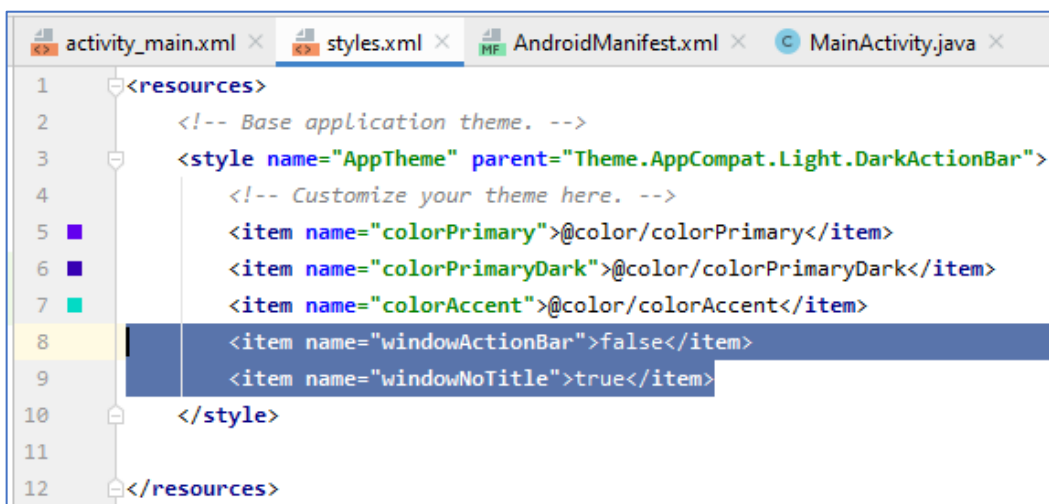 activity_main.xml × styles.xml × MF AndroidManifest.xml × C MainActivity.java ×
1 <resources>
2 <!-- Base application theme. -->
3 <style name="AppTheme" parent="Theme.AppCompat.Light.DarkActionBar">
4 <!-- Customize your theme here. -->
5 <item name="colorPrimary">@color/colorPrimary</item>
6 <item name="colorPrimaryDark">@color/colorPrimaryDark</item>
7 <item name="colorAccent">@color/colorAccent</item>
8 <item name="windowActionBar">false</item>
9 <item name="windowNoTitle">true</item>
10 </style>
11
12 </resources>